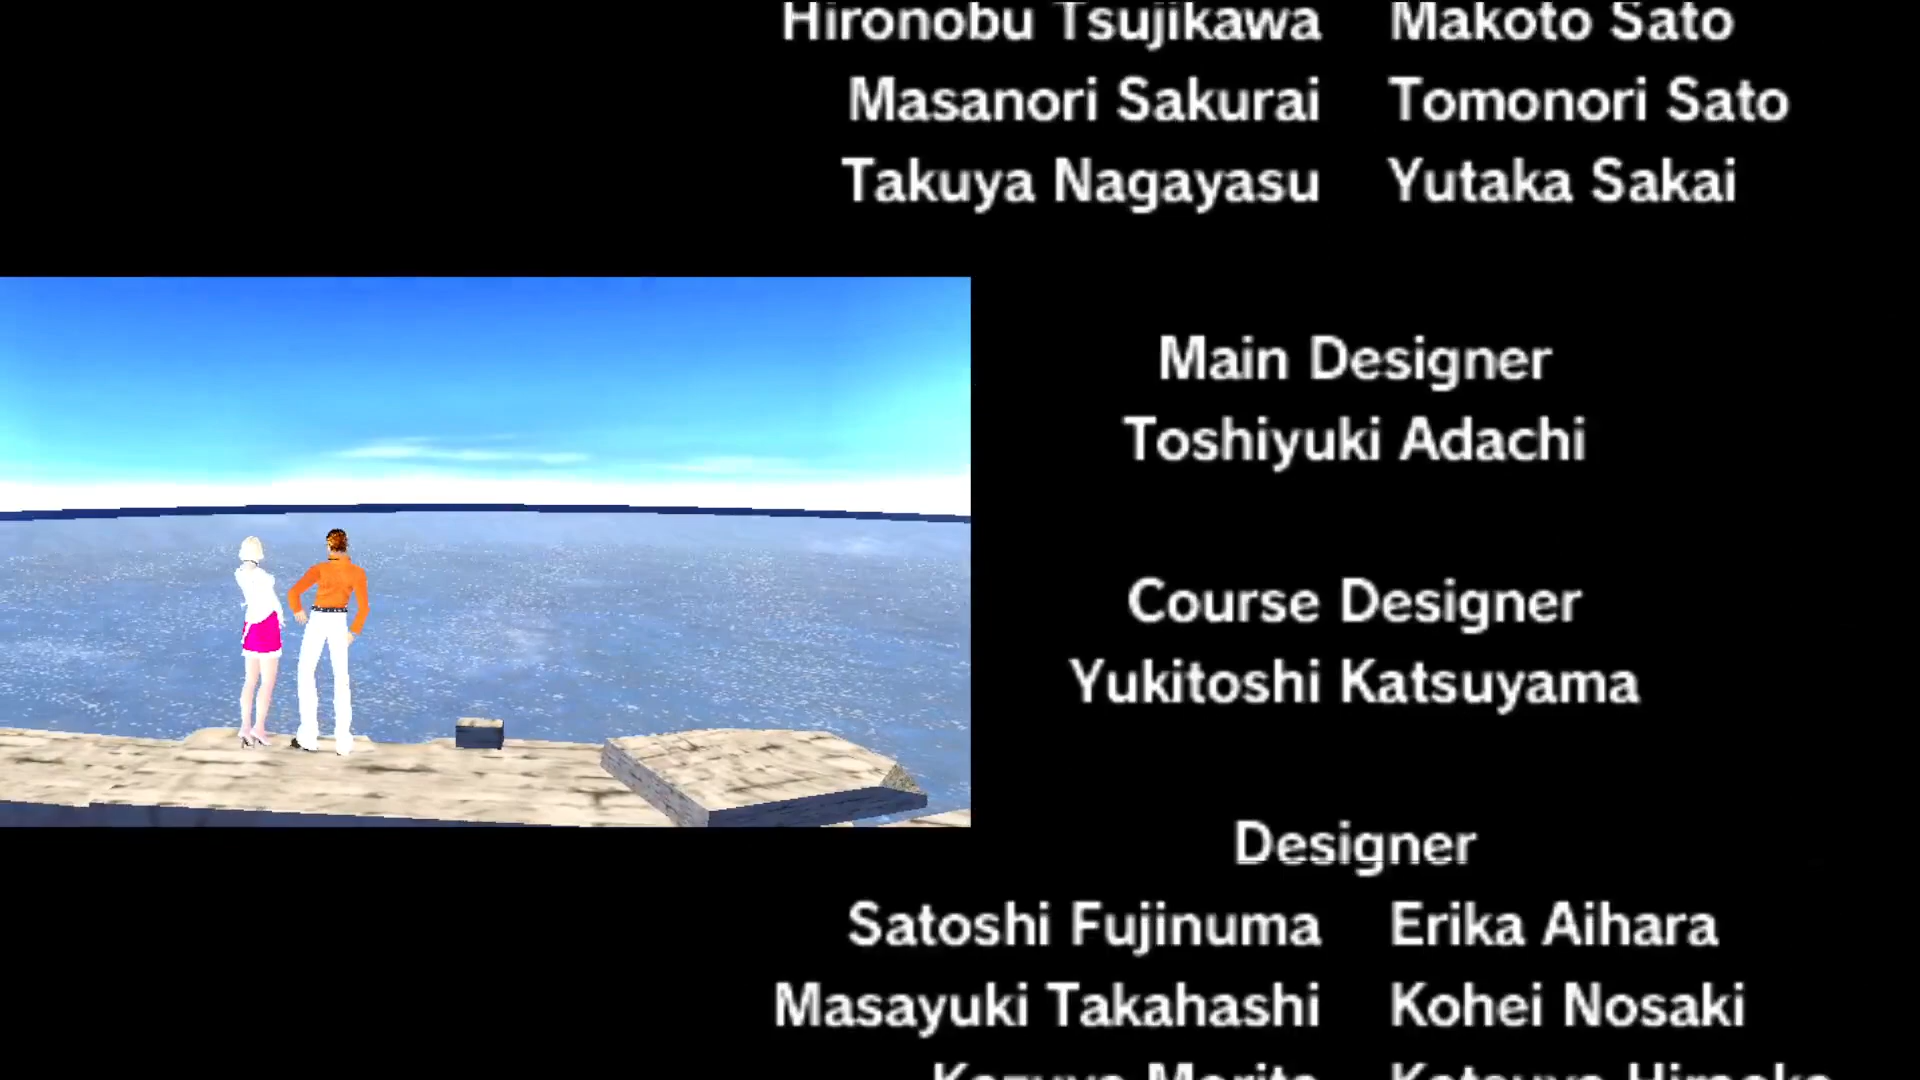 Hironobu Tsujikawa Makoto Sato
Masanori Sakurai Tomonori Sato
Takuya Nagayasu Yutaka Sakai
Main Designer
Toshiyuki Adachi
Course Designer
Yukitoshi Katsuyama
Designer
Satoshi Fujinuma Erika Aihara
Masayuki Takahashi Kohei Nosaki